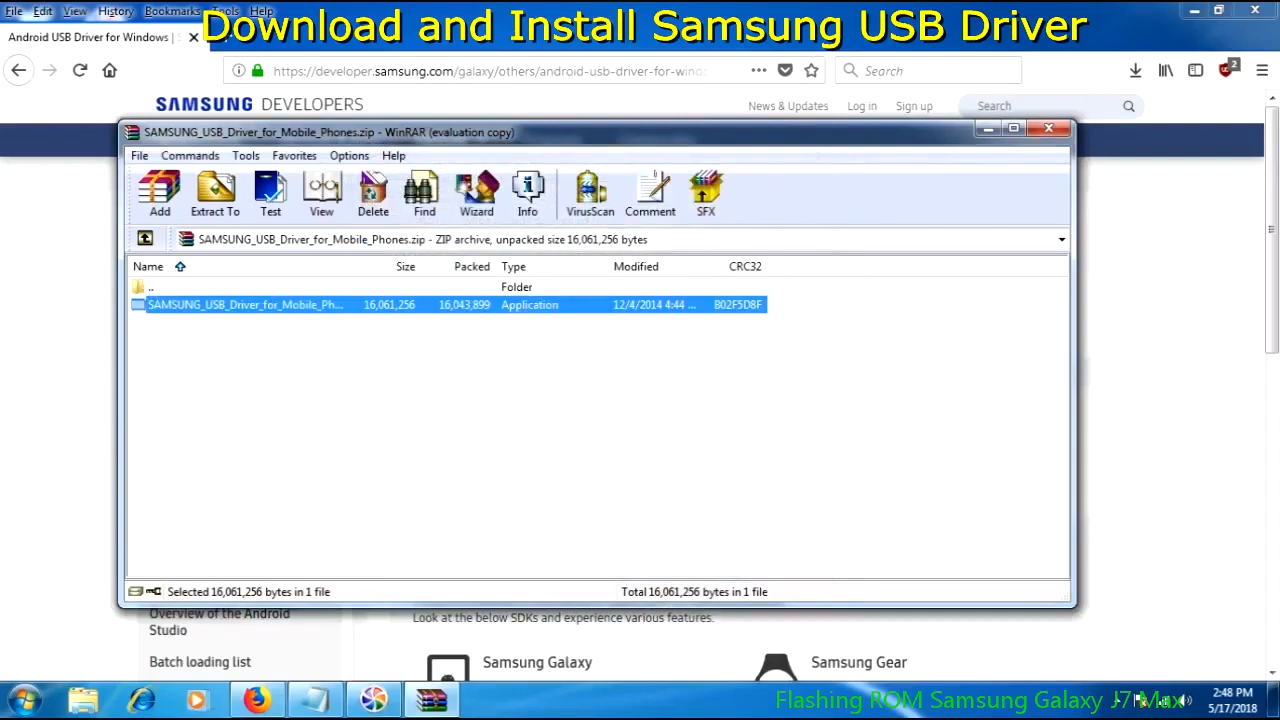 File Edit View History Bookmarks Tools Help
Download and Install Samsung USB Driver
Android USB Driver for Windows |
https://developer.samsung.com/galaxy/others/android-usb-driver-for-windo
Search
2
SAMSUNG DEVELOPERS
News & Updates Log in Sign up Search
SAMSUNG_USB_Driver_for_Mobile_Phones.zip - WinRAR (evaluation copy)
File Commands Tools Favorites Options Help
Add Extract To Test View Delete Find Wizard Info VirusScan Comment SFX
SAMSUNG_USB_Driver_for_Mobile_Phones.zip - ZIP archive, unpacked size 16,061,256 bytes
Name Size Packed Type Modified CRC32
.. Folder
SAMSUNG_USB_Driver_for_Mobile_Ph... 16,061,256 16,043,899 Application 12/4/2014 4:44 ... B02F5D8F
Selected 16,061,256 bytes in 1 file Total 16,061,256 bytes in 1 file
Overview of the Android
Studio
Batch loading list
Look at the below SDKs and experience various features.
Samsung Galaxy Samsung Gear
Flashing ROM Samsung Galaxy J7 Max
2:48 PM
5/17/2018